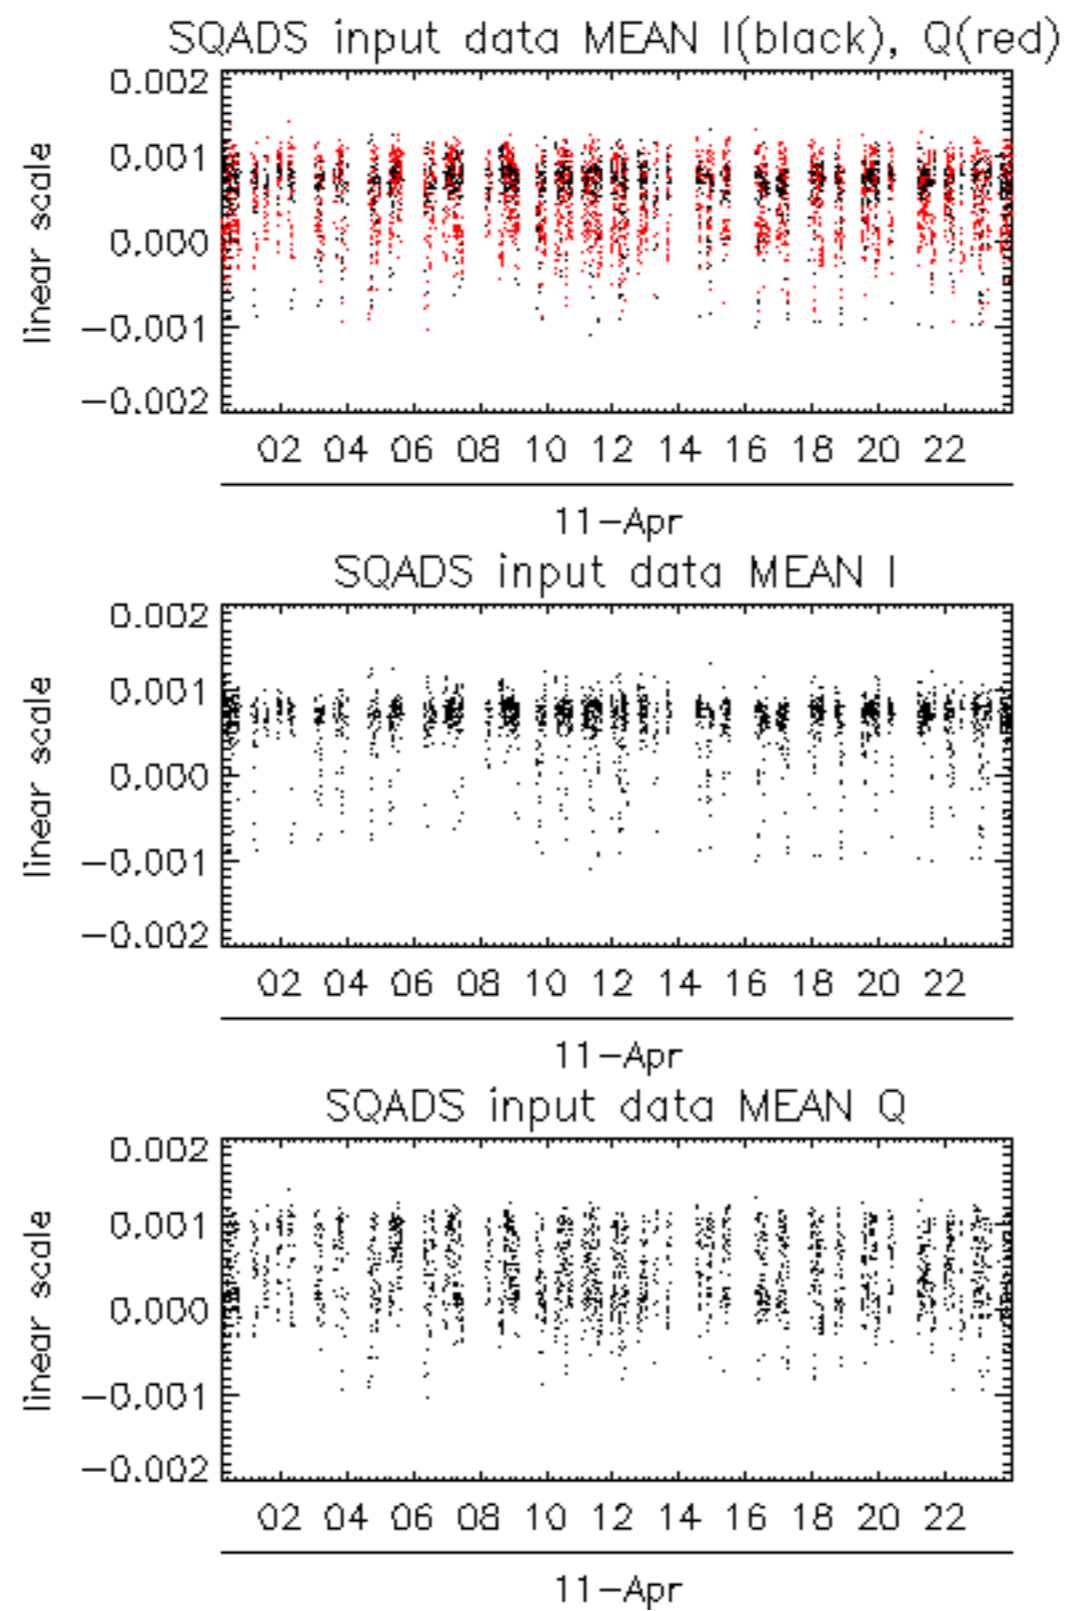 SQADS input data MEAN I(black), Q(red)
0.002
0.001
0.000
−0.001
−0.002
linear scale
02 04 06 08 10 12 14 16 18 20 22
11−Apr
SQADS input data MEAN I
0.002
0.001
0.000
−0.001
−0.002
linear scale
02 04 06 08 10 12 14 16 18 20 22
11−Apr
SQADS input data MEAN Q
0.002
0.001
0.000
−0.001
−0.002
linear scale
02 04 06 08 10 12 14 16 18 20 22
11−Apr